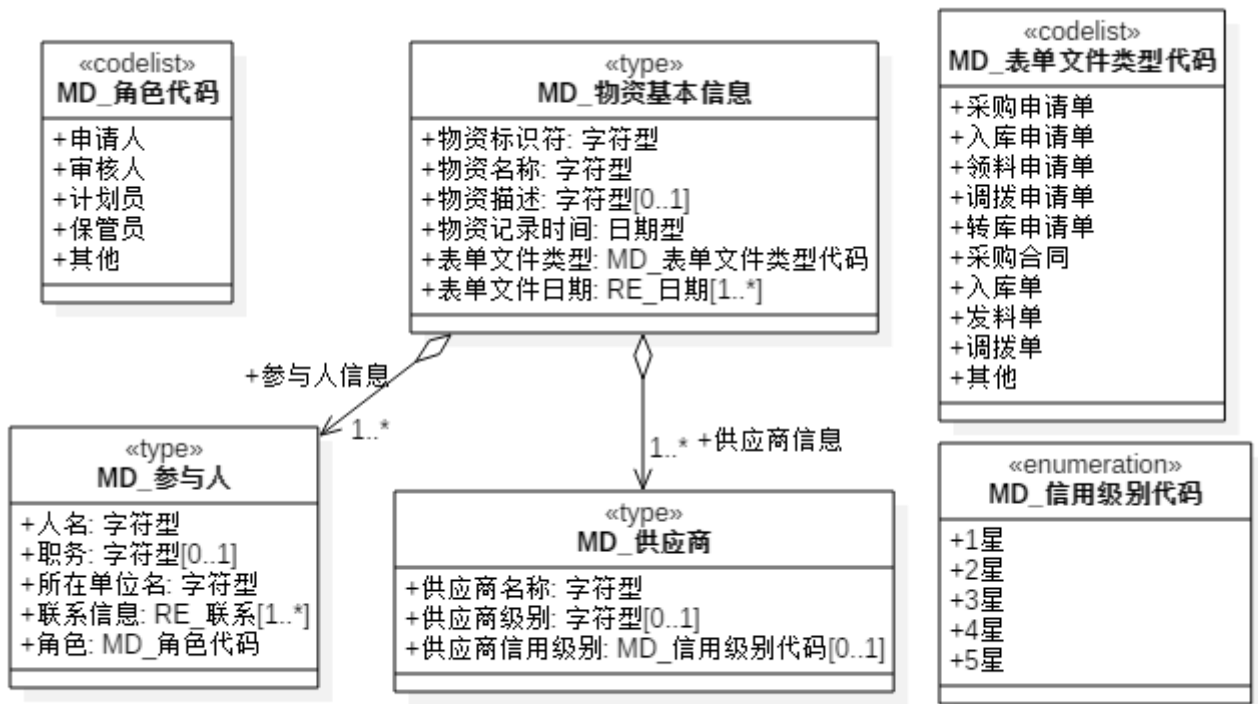 «codelist»
MD_角色代码
+申请人
+审核人
+计划员
+保管员
+其他
«type»
MD_物资基本信息
+物资标识符: 字符型
+物资名称: 字符型
+物资描述: 字符型[0..1]
+物资记录时间: 日期型
+表单文件类型: MD_表单文件类型代码
+表单文件日期: RE_日期[1..*]
«codelist»
MD_表单文件类型代码
+采购申请单
+入库申请单
+领料申请单
+调拨申请单
+转库申请单
+采购合同
+入库单
+发料单
+调拨单
+其他
+参与人信息
1..*
1..*
+供应商信息
«type»
MD_参与人
+人名: 字符型
+职务: 字符型[0..1]
+所在单位名: 字符型
+联系信息: RE_联系[1..*]
+角色: MD_角色代码
«type»
MD_供应商
+供应商名称: 字符型
+供应商级别: 字符型[0..1]
+供应商信用级别: MD_信用级别代码[0..1]
«enumeration»
MD_信用级别代码
+1星
+2星
+3星
+4星
+5星